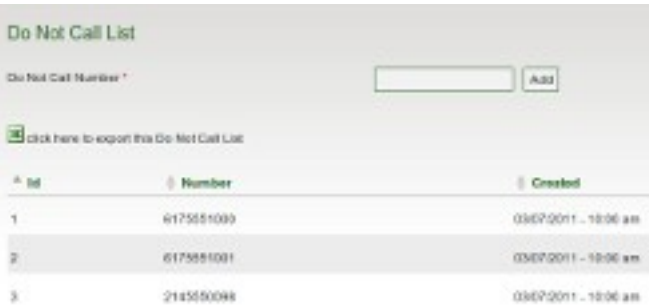 Do Not Call List
Do Not Call Number * Add
click here to export this Do Not Call List
Id Number Created
1 6175551000 03/07/2011 - 10:06 am
2 6175551001 03/07/2011 - 10:06 am
3 2145550098 03/07/2011 - 10:06 am